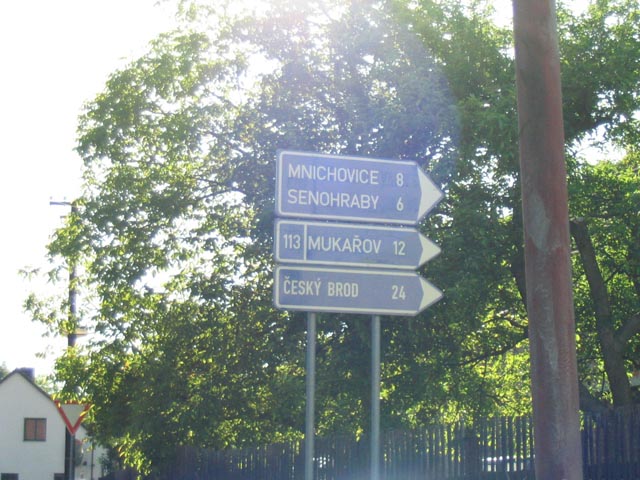 MNICHOVICE 8
SENOHRABY 6
113 MUKAŘOV 12
ČESKÝ BROD 24